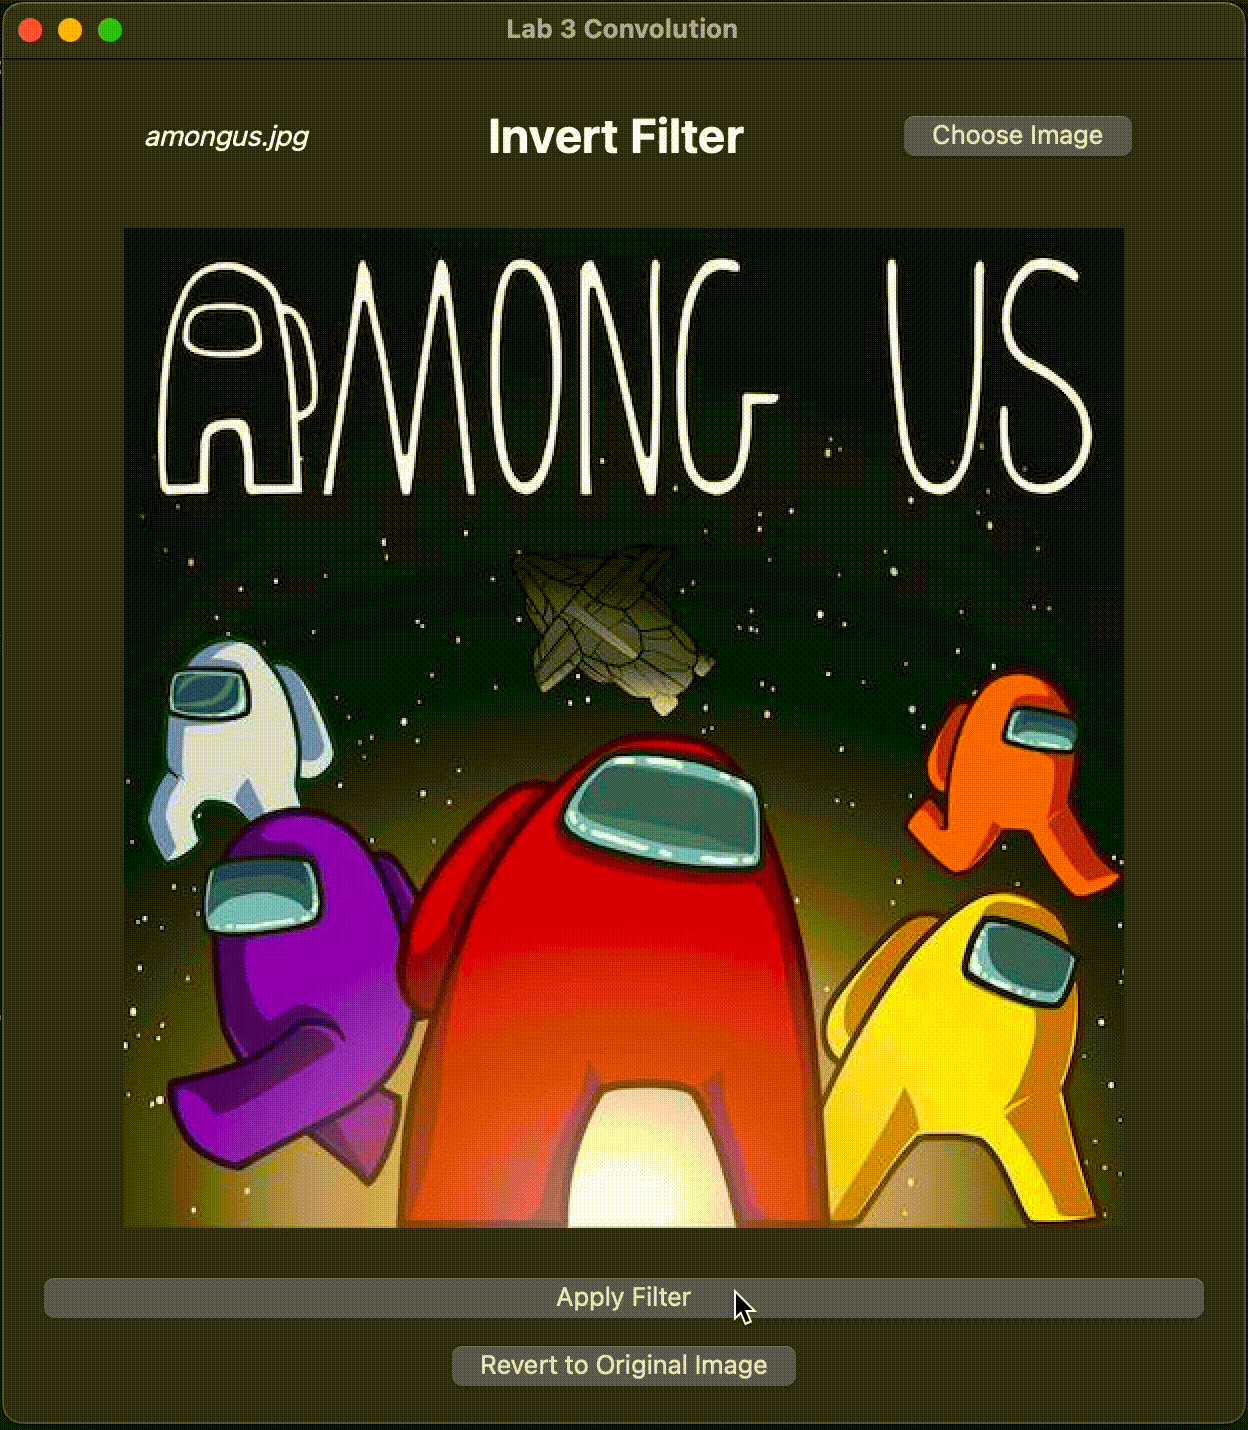 Lab 3 Convolution
amongus.jpg
Invert Filter
Choose Image
AMONG US
Apply Filter
Revert to Original Image